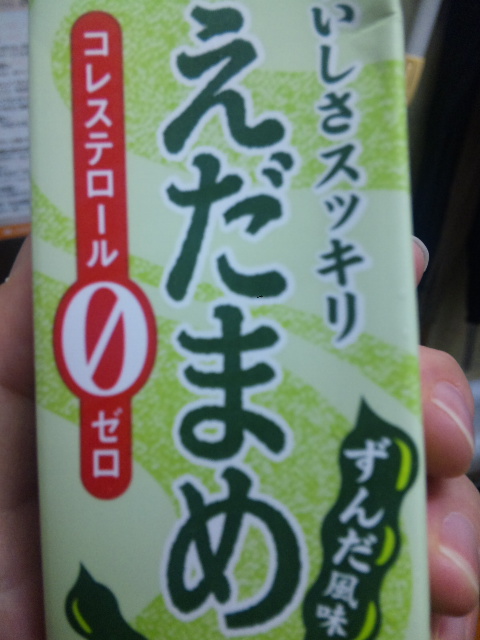 いしさスッキリ
えだまめ
コレステロール
0
ゼロ
ずんだ風味